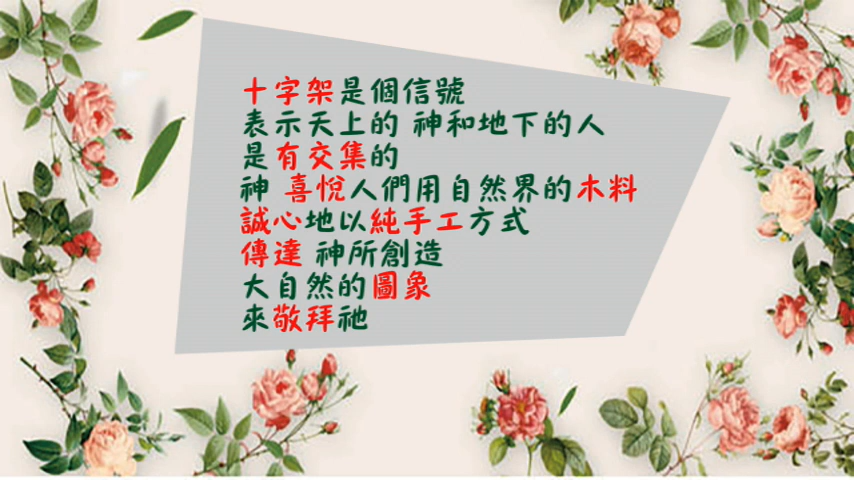 十字架是個信號
表示天上的 神和地下的人
是有交集的
神 喜悅人們用自然界的木料
誠心地以純手工方式
傳達 神所創造
大自然的圖象
來敬拜祂